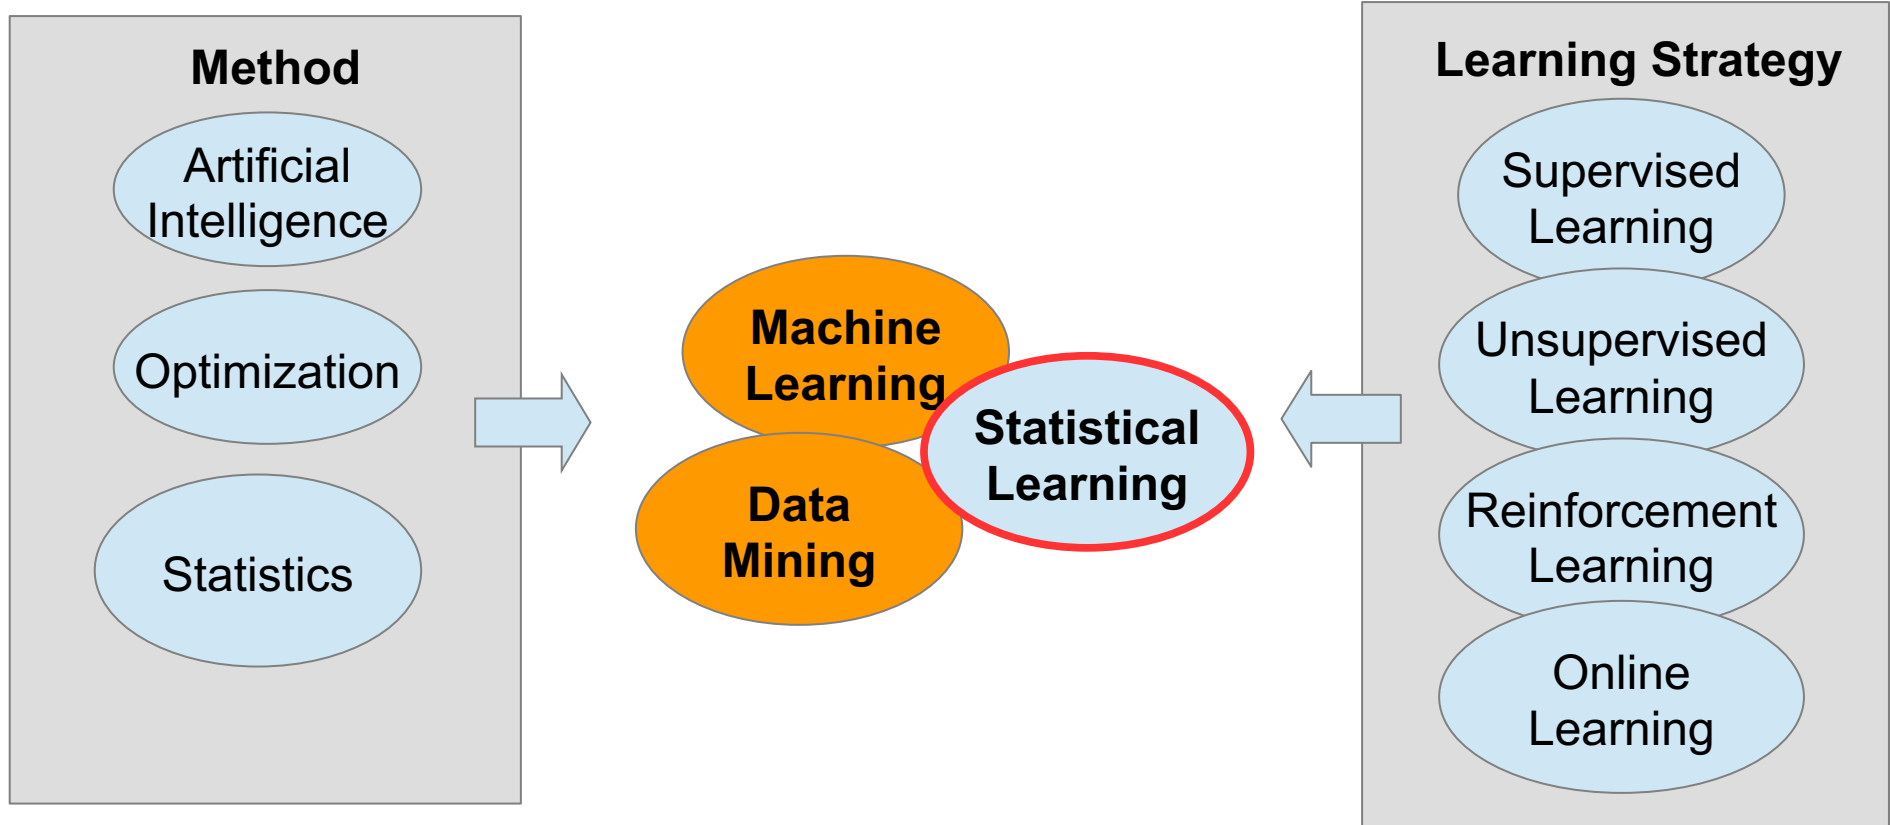 Method
Artificial
Intelligence
Optimization
Statistics
Machine
Learning
Data
Mining
Statistical
Learning
Learning Strategy
Supervised
Learning
Unsupervised
Learning
Reinforcement
Learning
Online
Learning